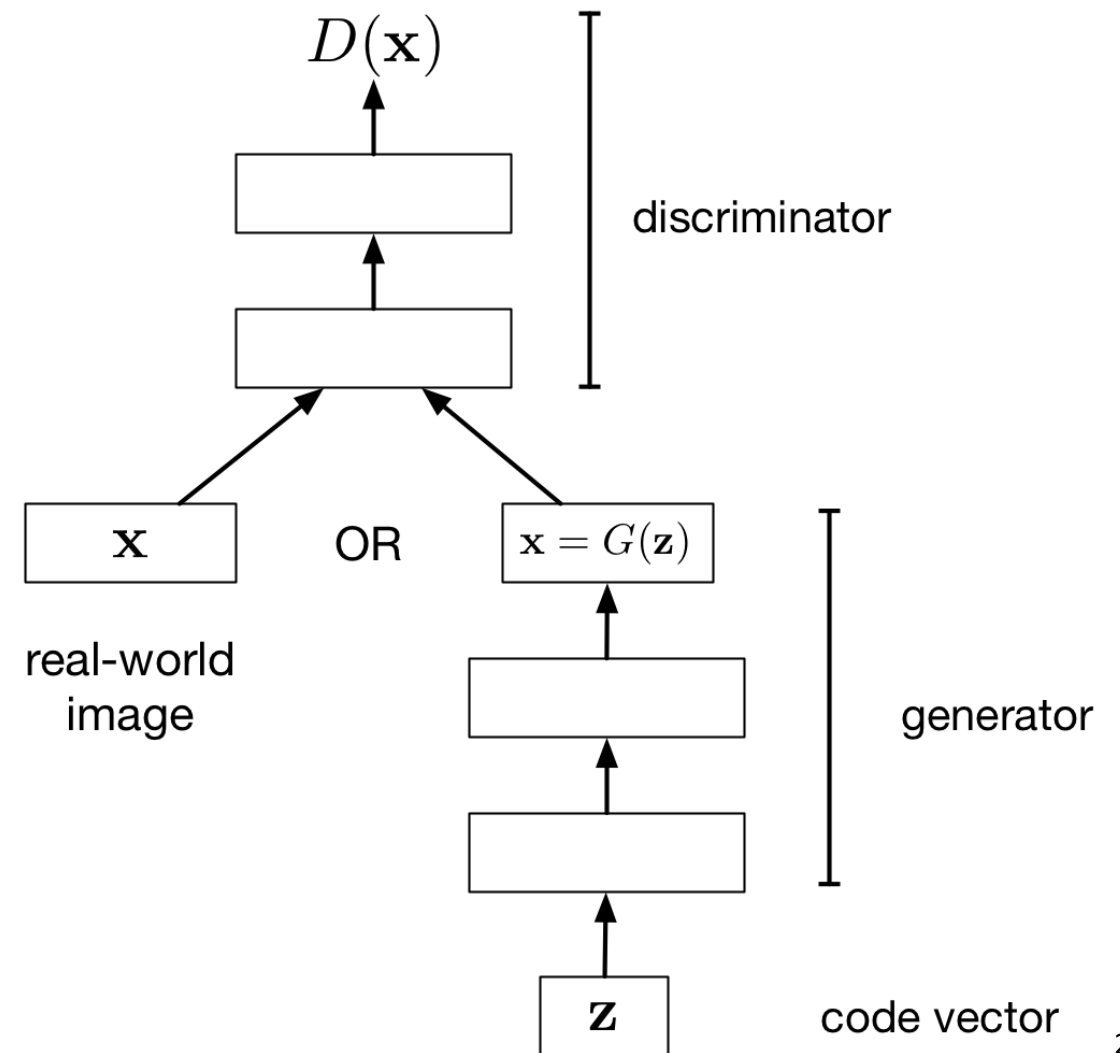 D(x)
discriminator
x
OR
x = G(z)
real-world
image
generator
z
code vector